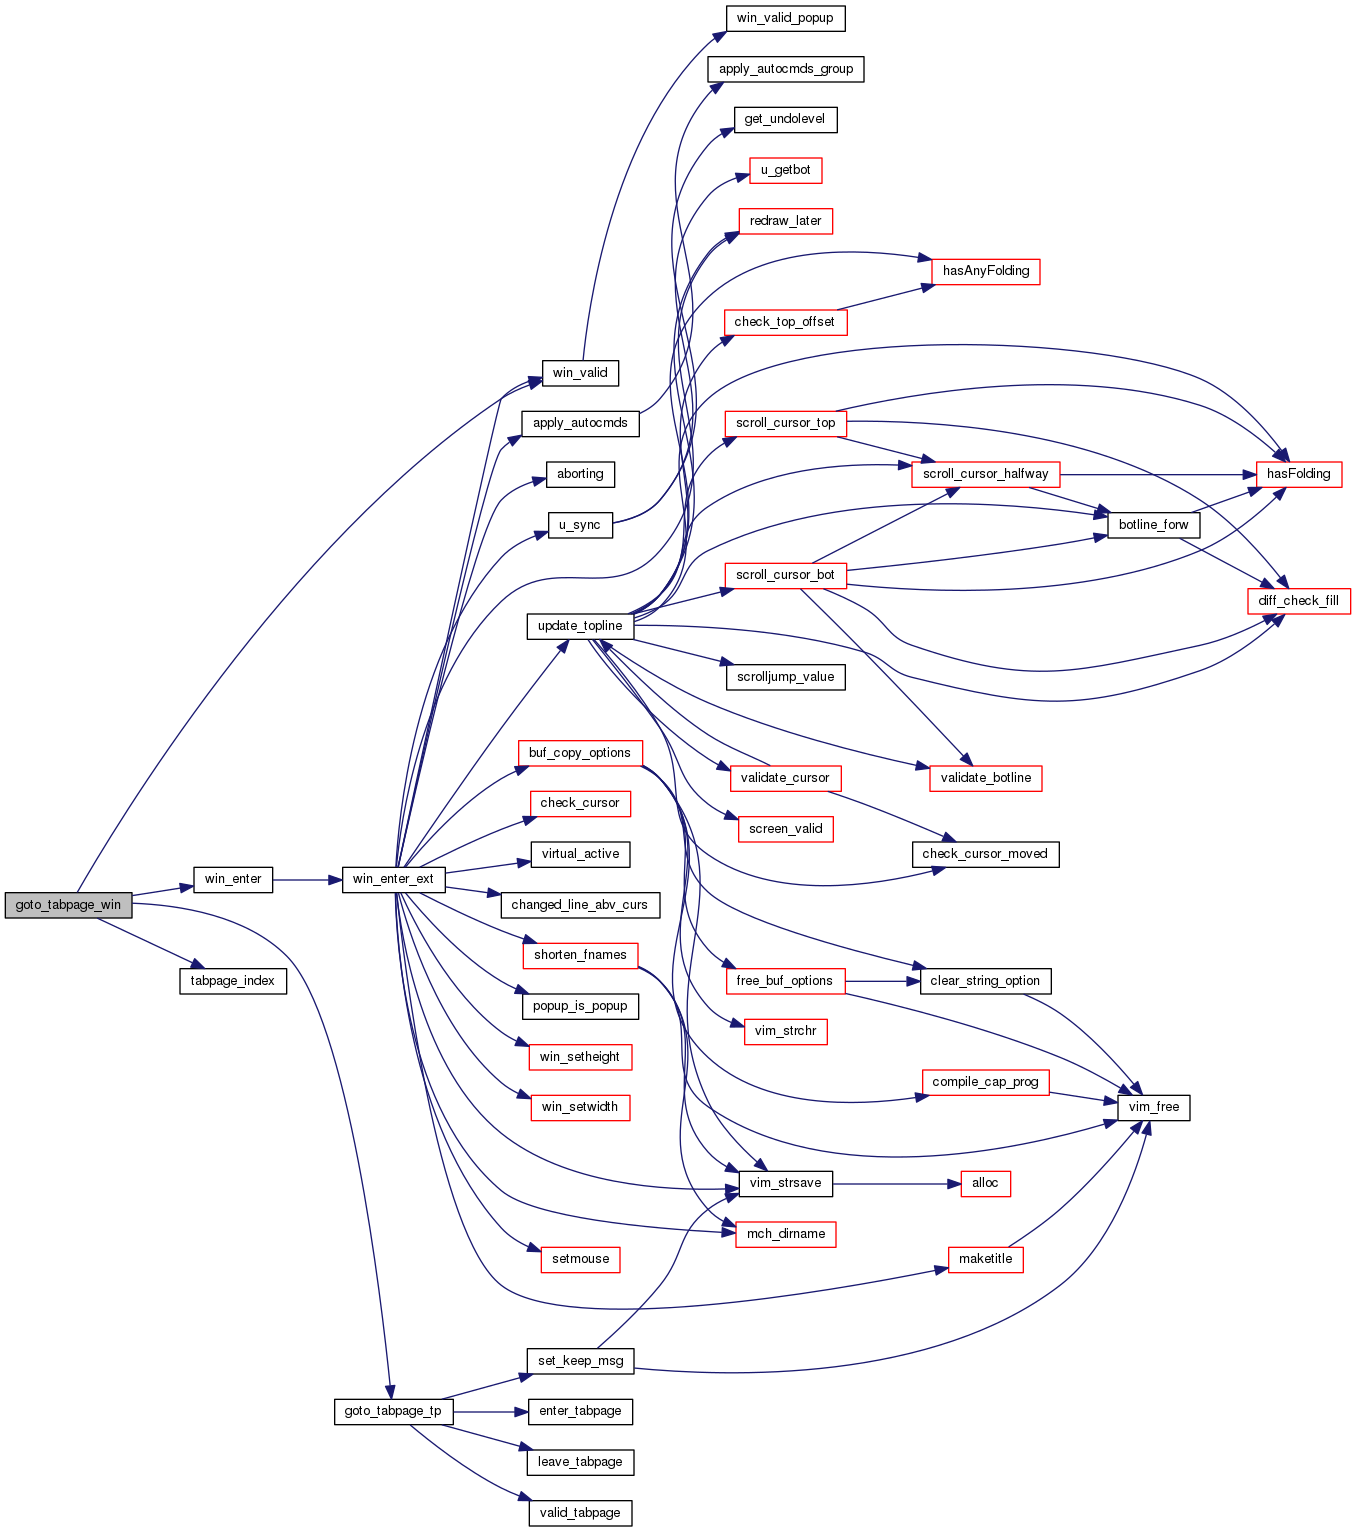 win_valid_popup
apply_autocmds_group
get_undolevel
u_getbot
redraw_later
hasAnyFolding
check_top_offset
win_valid
apply_autocmds
scroll_cursor_top
aborting
scroll_cursor_halfway
hasFolding
u_sync
botline_forw
scroll_cursor_bot
diff_check_fill
update_topline
scrolljump_value
buf_copy_options
validate_cursor
validate_botline
check_cursor
screen_valid
virtual_active
check_cursor_moved
win_enter
win_enter_ext
goto_tabpage_win
changed_line_abv_curs
shorten_fnames
tabpage_index
free_buf_options
clear_string_option
popup_is_popup
vim_strchr
win_setheight
compile_cap_prog
win_setwidth
vim_free
vim_strsave
alloc
mch_dirname
setmouse
maketitle
set_keep_msg
goto_tabpage_tp
enter_tabpage
leave_tabpage
valid_tabpage